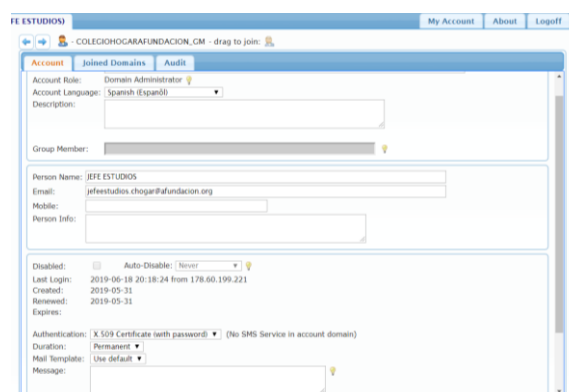 FE ESTUDIOS)
My Account About Logoff
- COLEGIOHOGARAFUNDACION_GM - drag to join:
Account Joined Domains Audit
Account Role: Domain Administrator
Account Language: Spanish (Espanõl)
Description:
Group Member:
Person Name: JEFE ESTUDIOS
Email: jefeestudios.chogar@afundacion.org
Mobile:
Person Info:
Disabled: Auto-Disable: Never
Last Login: 2019-06-18 20:18:24 from 178.60.199.221
Created: 2019-05-31
Renewed: 2019-05-31
Expires:
Authentication: X.509 Certificate (with password) (No SMS Service in account domain)
Duration: Permanent
Mail Template: Use default
Message: